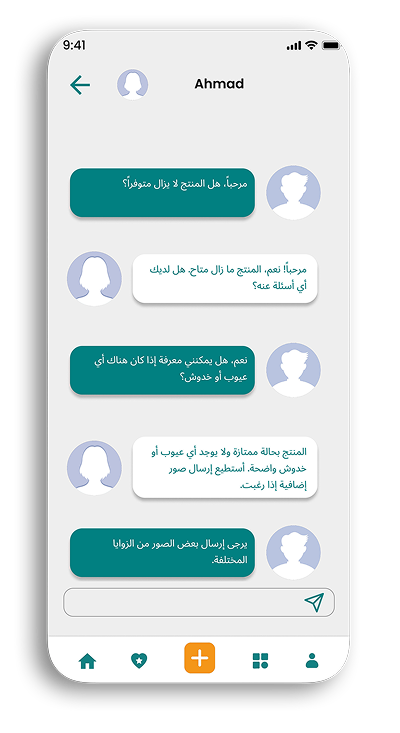 9:41
Ahmad
مرحباً، هل المنتج لا يزال متوفراً؟
مرحباً! نعم، المنتج ما زال متاح. هل لديك
أي أسئلة عنه؟
نعم، هل يمكنني معرفة إذا كان هناك أي
عيوب أو خدوش؟
المنتج بحالة ممتازة ولا يوجد أي عيوب أو
خدوش واضحة. أستطيع إرسال صور
إضافية إذا رغبت.
يرجى إرسال بعض الصور من الزوايا
المختلفة.